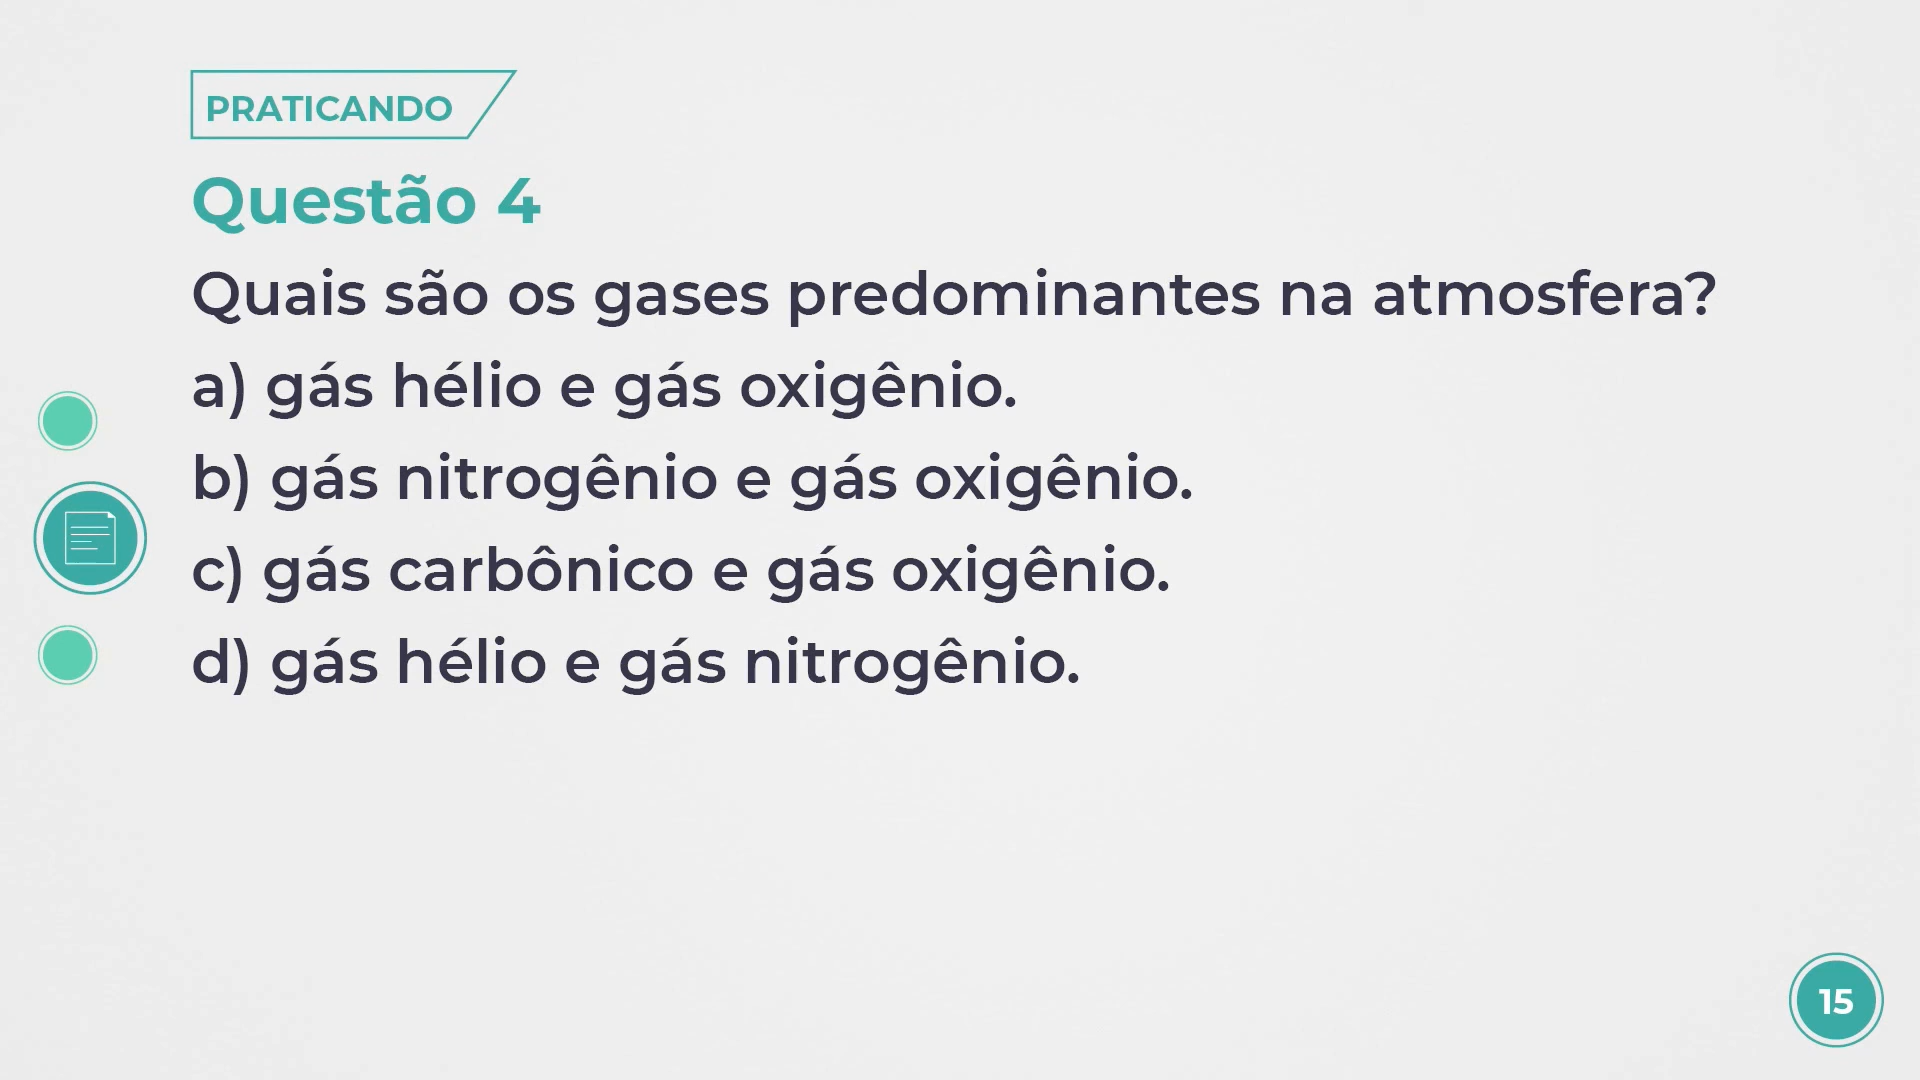 PRATICANDO
Questão 4
Quais são os gases predominantes na atmosfera?
a) gás hélio e gás oxigênio.
b) gás nitrogênio e gás oxigênio.
c) gás carbônico e gás oxigênio.
d) gás hélio e gás nitrogênio.
15